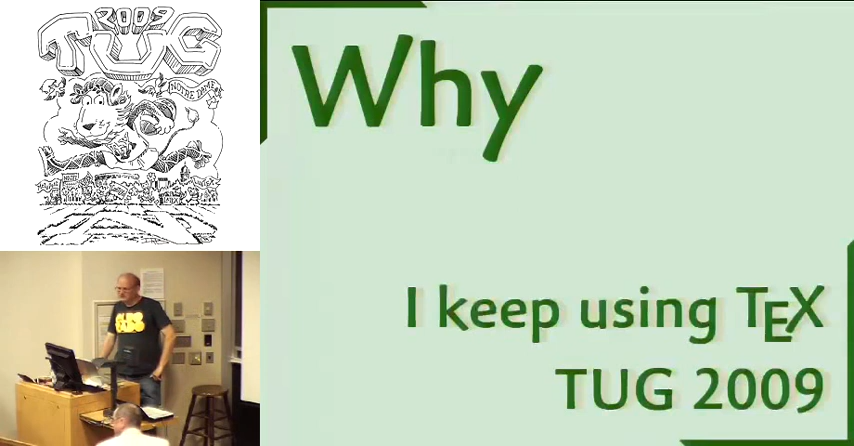 2009
TUG
NOTRE DAME
Why
I keep using TEX
TUG 2009